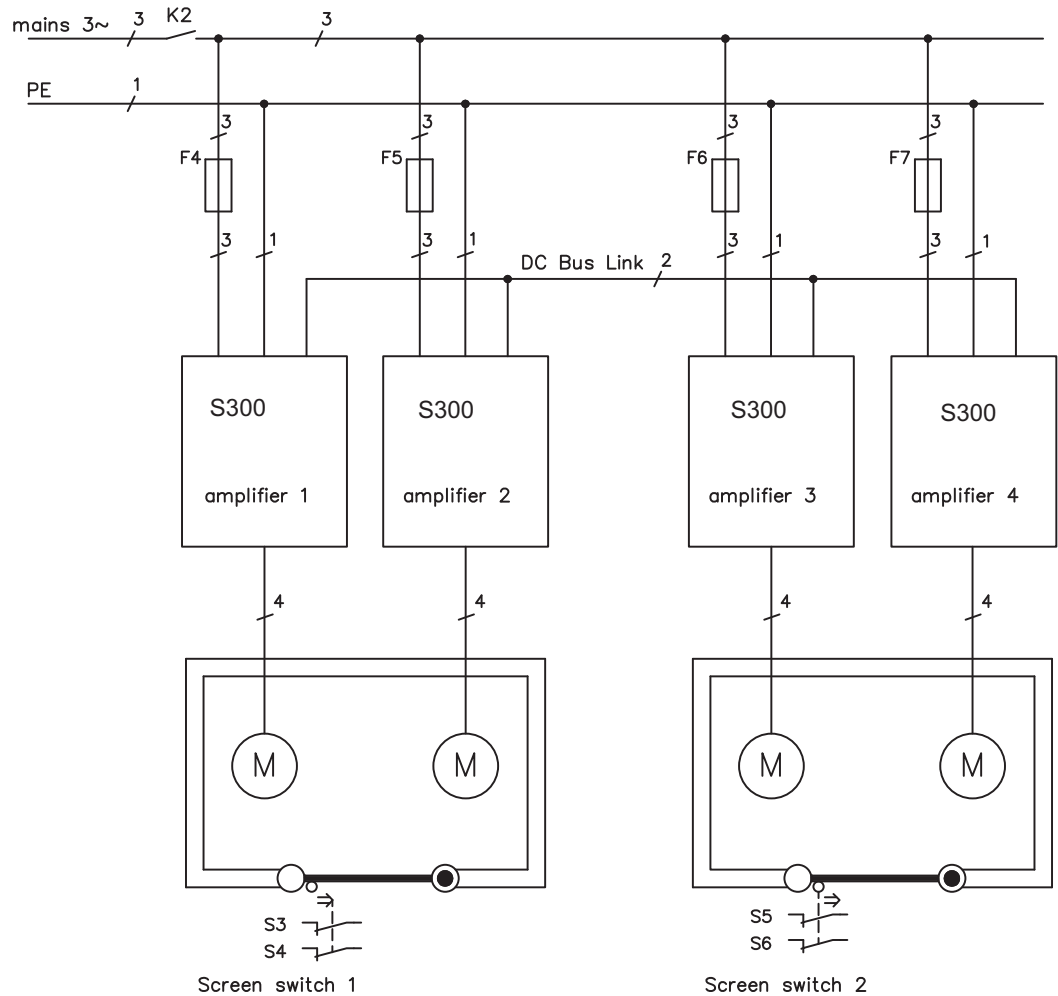 mains 3~ 3 K2 3
PE 1
3 3 3 3
F4 F5 F6 F7
3 1 3 1 3 1 3 1
DC Bus Link 2
S300 S300 S300 S300
amplifier 1 amplifier 2 amplifier 3 amplifier 4
4 4 4 4
M M M M
S3 S5
S4 S6
Screen switch 1 Screen switch 2